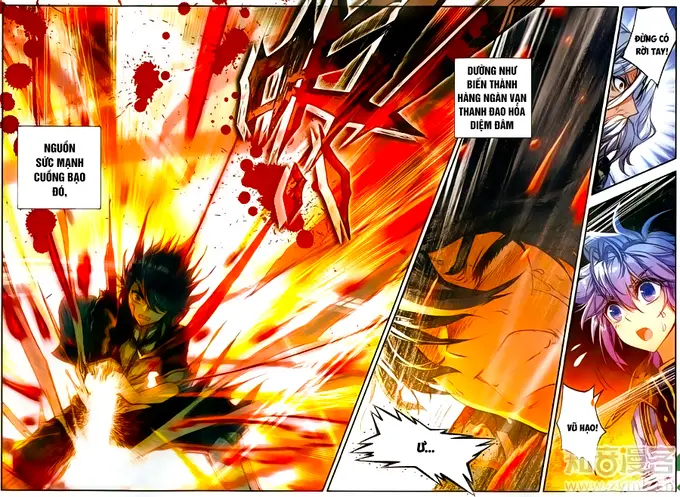 NGUỒN
SỨC MẠNH
CUỒNG BẠO
ĐÓ,
DƯỜNG NHƯ
BIẾN THÀNH
HÀNG NGÀN VẠN
THANH ĐAO HỎA
DIỆM ĐÂM
Ư...
ĐỪNG CÓ
RỜI TAY!
VŨ HẠO!